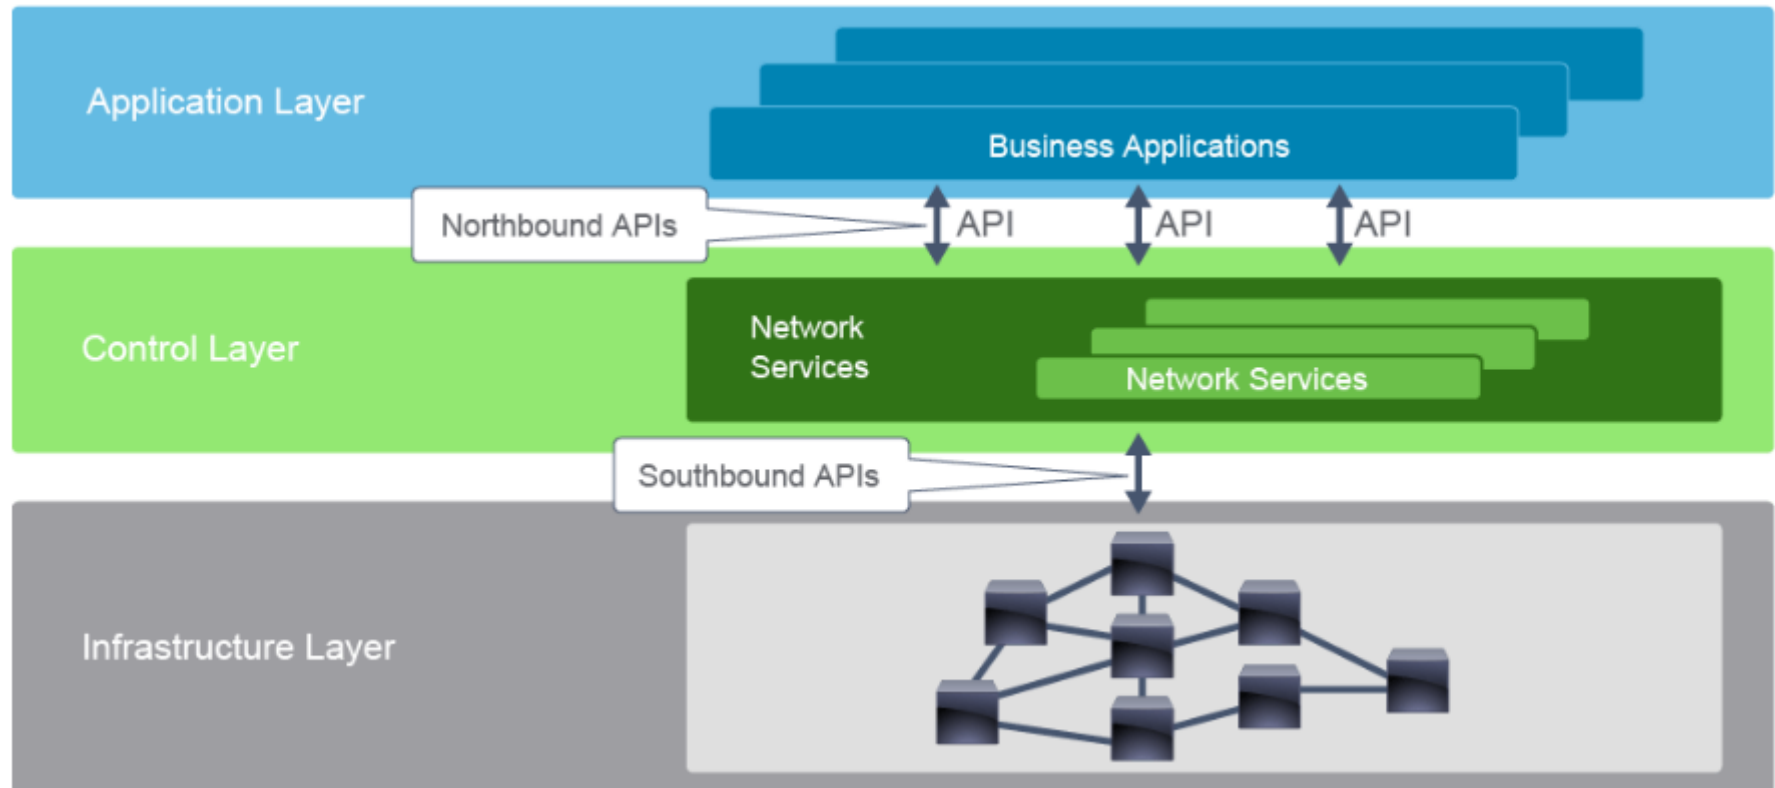 Application Layer
Business Applications
Northbound APIs
API
API
API
Control Layer
Network
Services
Network Services
Southbound APIs
Infrastructure Layer